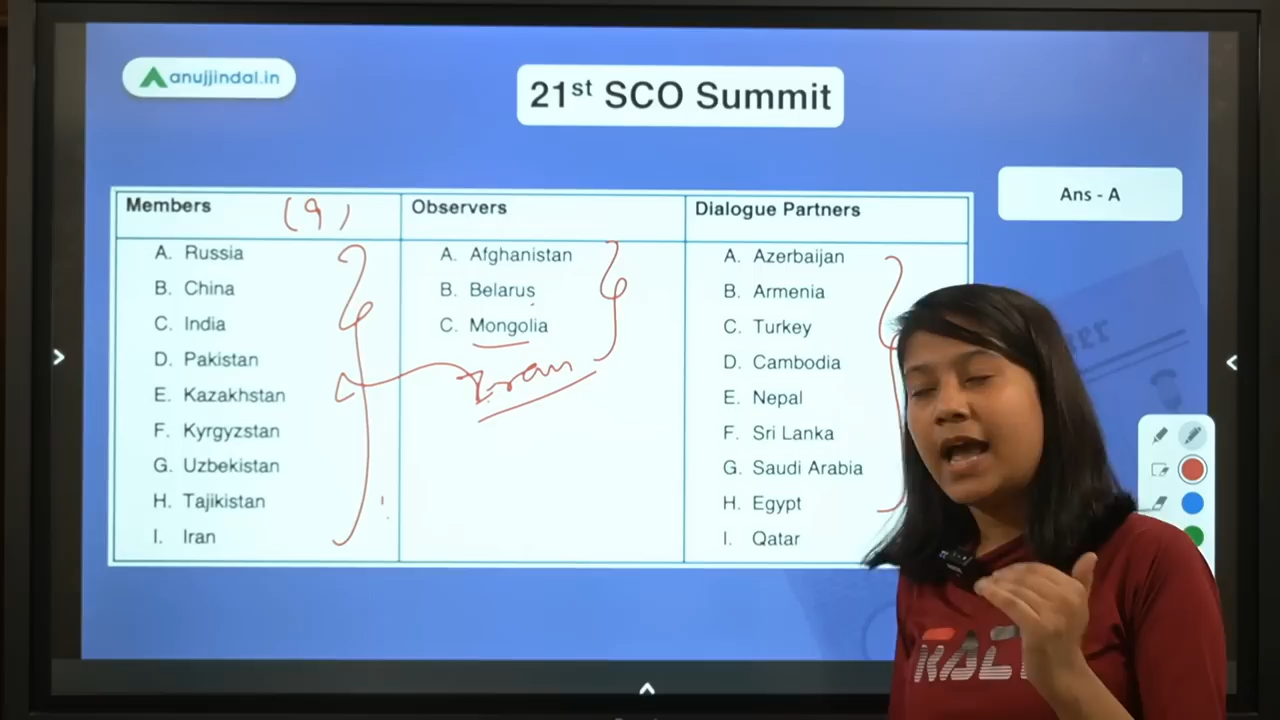 anujjindal.in
21st SCO Summit
Ans - A
Members (9)
A. Russia
B. China
C. India
D. Pakistan
E. Kazakhstan
F. Kyrgyzstan
G. Uzbekistan
H. Tajikistan
I. Iran
Observers
A. Afghanistan
B. Belarus
C. Mongolia
Iran
Dialogue Partners
A. Azerbaijan
B. Armenia
C. Turkey
D. Cambodia
E. Nepal
F. Sri Lanka
G. Saudi Arabia
H. Egypt
I. Qatar